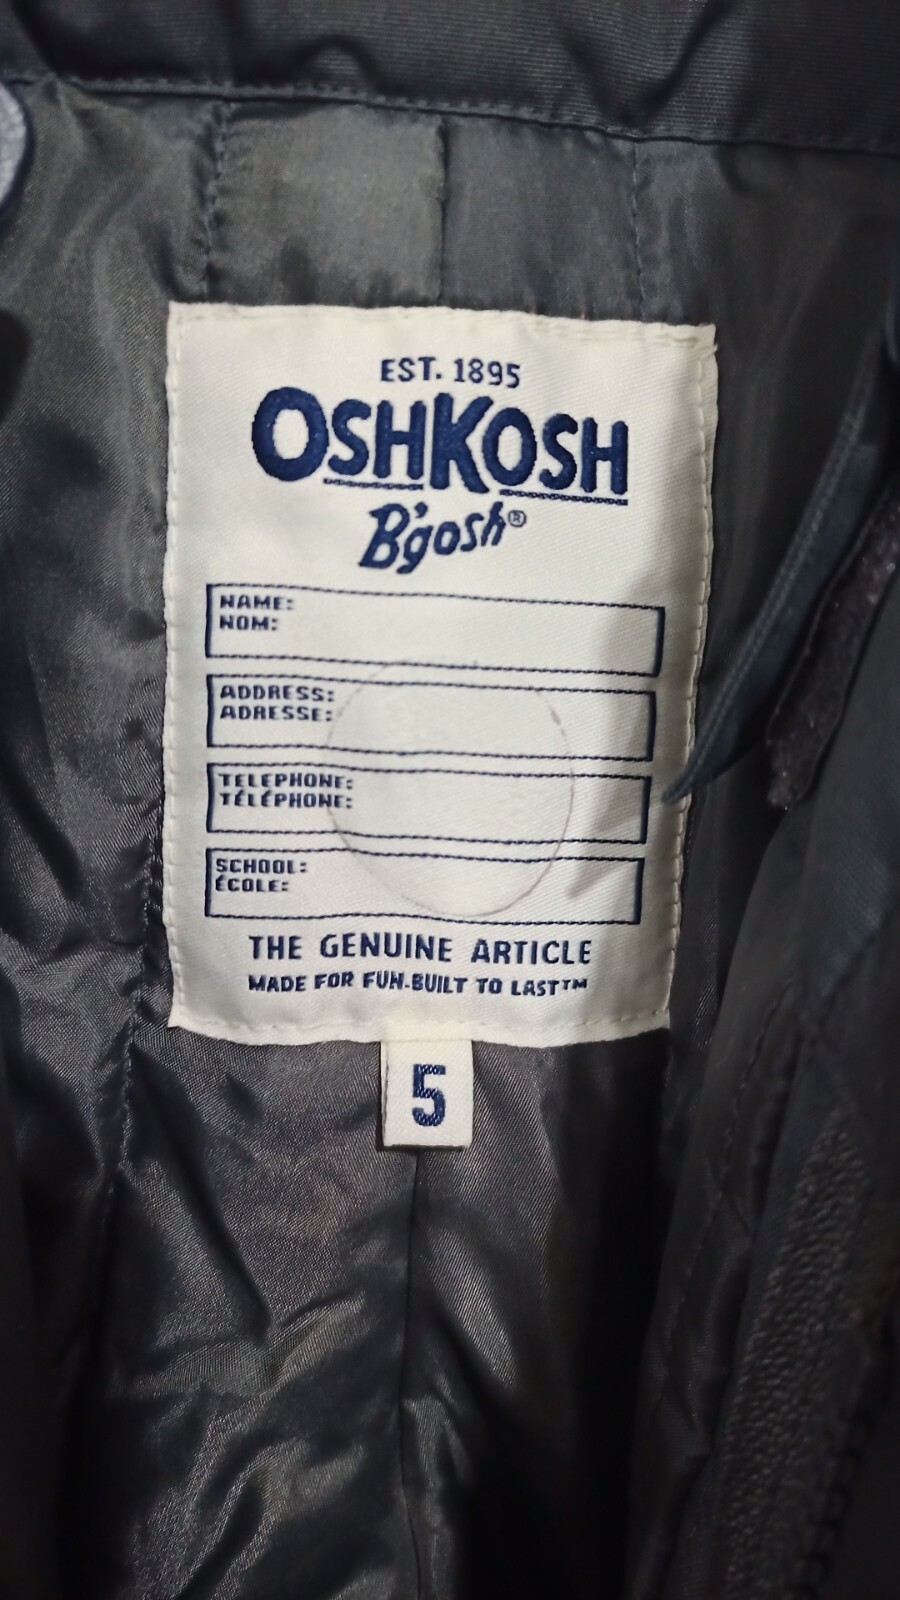 EST. 1895
OSHKOSH
B'gosh®
NAME:
NOM:
ADDRESS:
ADRESSE:
TELEPHONE:
TÉLÉPHONE:
SCHOOL:
ÉCOLE:
THE GENUINE ARTICLE
MADE FOR FUN.BUILT TO LAST™
5